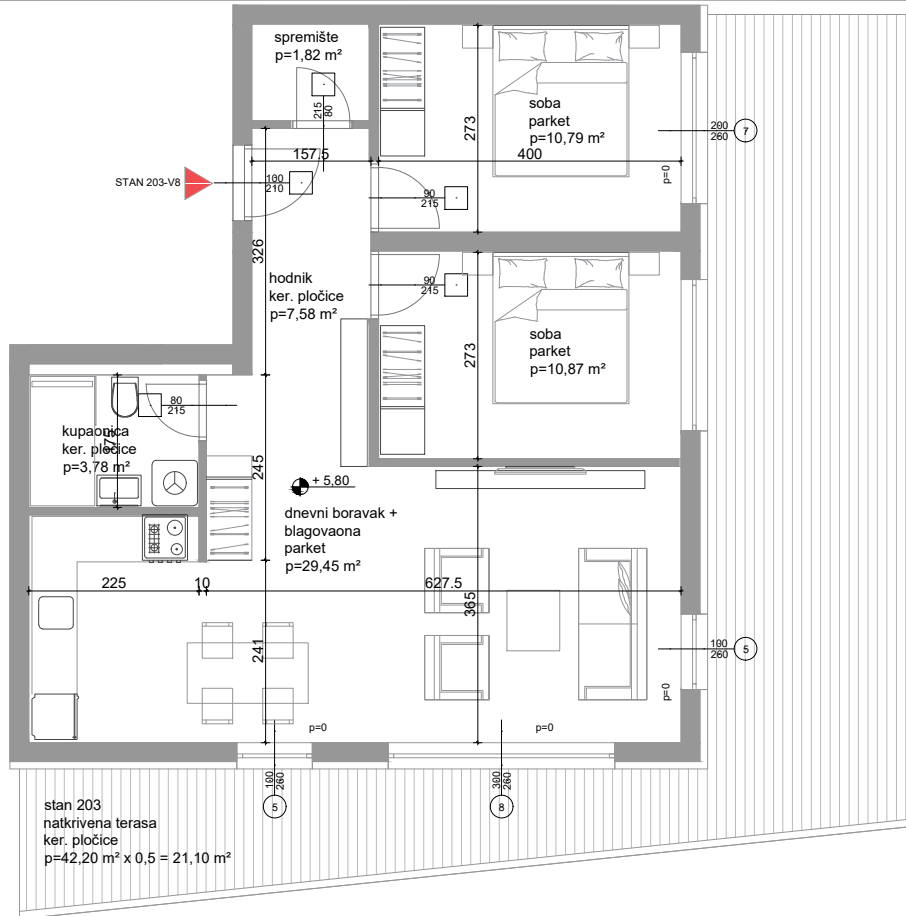 spremište
p=1,82 m²
215
80
soba
parket
p=10,79 m²
273
400
200
260
7
p=0
157.5
STAN 203-V8
100
210
90
215
326
hodnik
ker. pločice
p=7,58 m²
90
215
273
soba
parket
p=10,87 m²
80
215
kupaonica
ker. pločice
p=3,78 m²
175
245
+ 5,80
dnevni boravak +
blagovaona
parket
p=29,45 m²
225
10
627.5
365
241
100
260
5
p=0
p=0
p=0
100
260
5
300
260
8
stan 203
natkrivena terasa
ker. pločice
p=42,20 m² x 0,5 = 21,10 m²